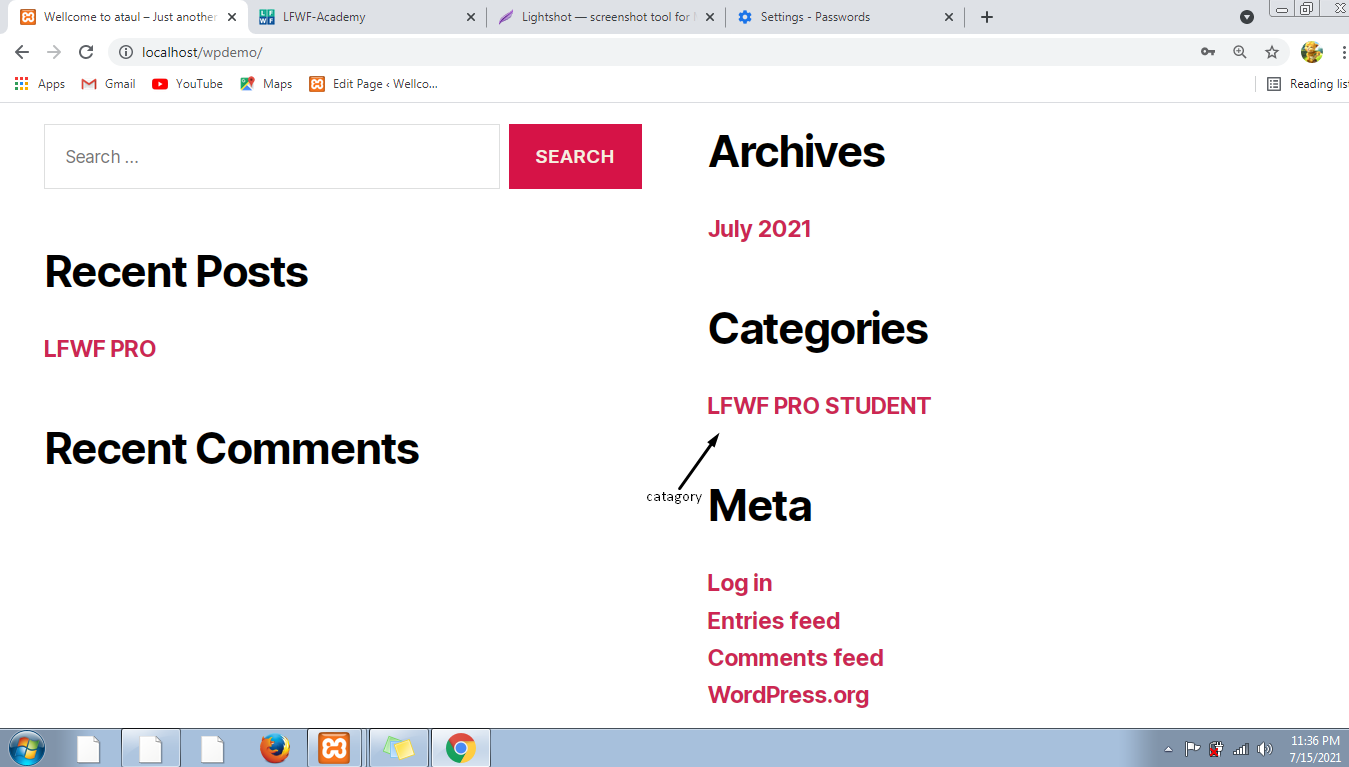 Wellcome to ataul – Just another
LFWF-Academy
Lightshot — screenshot tool for
Settings - Passwords
localhost/wpdemo/
Apps
Gmail
YouTube
Maps
Edit Page ‹ Wellco...
Reading list
Search …
SEARCH
Recent Posts
LFWF PRO
Recent Comments
Archives
July 2021
Categories
LFWF PRO STUDENT
catagory
Meta
Log in
Entries feed
Comments feed
WordPress.org
11:36 PM
7/15/2021